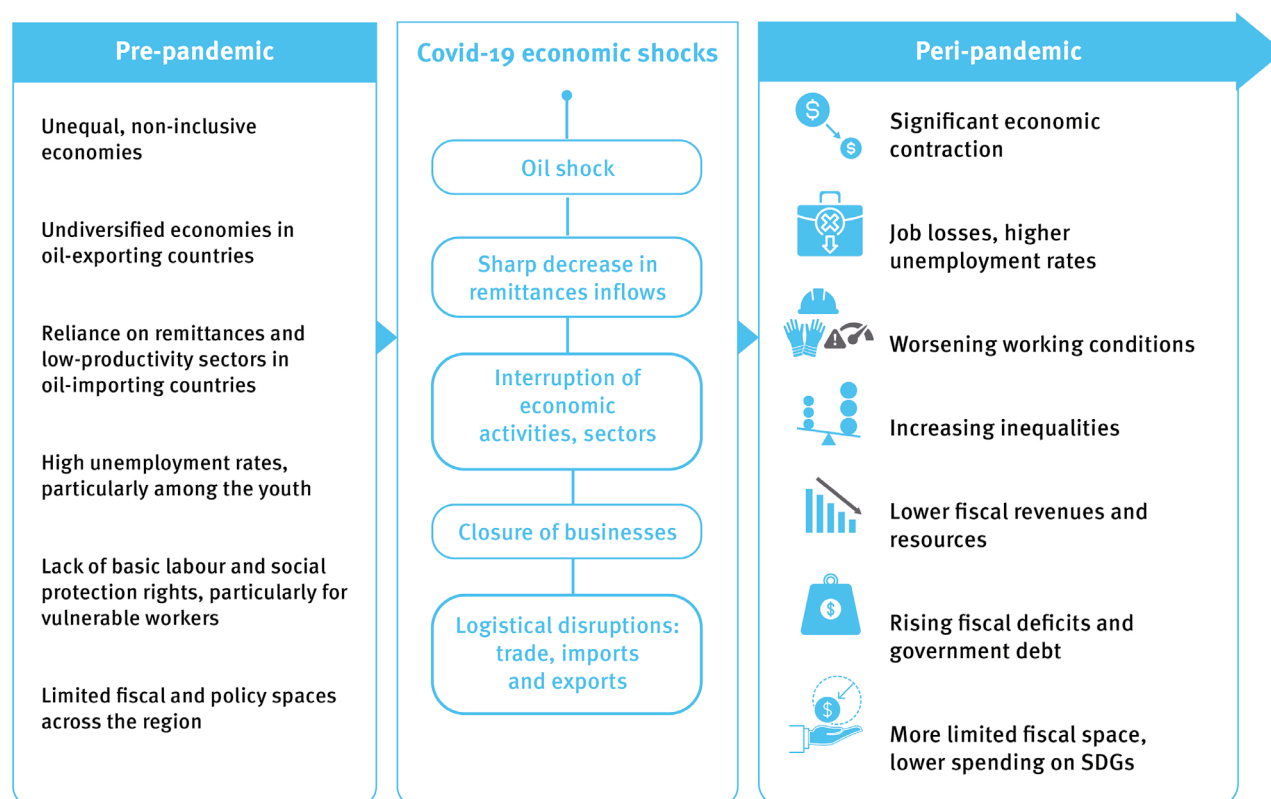 Pre-pandemic
Unequal, non-inclusive
economies
Undiversified economies in
oil-exporting countries
Reliance on remittances and
low-productivity sectors in
oil-importing countries
High unemployment rates,
particularly among the youth
Lack of basic labour and social
protection rights, particularly for
vulnerable workers
Limited fiscal and policy spaces
across the region
Covid-19 economic shocks
Oil shock
Sharp decrease in
remittances inflows
Interruption of
economic
activities, sectors
Closure of businesses
Logistical disruptions:
trade, imports
and exports
Peri-pandemic
$
$
Significant economic
contraction
Job losses, higher
unemployment rates
Worsening working conditions
Increasing inequalities
Lower fiscal revenues and
resources
$
Rising fiscal deficits and
government debt
$
More limited fiscal space,
lower spending on SDGs